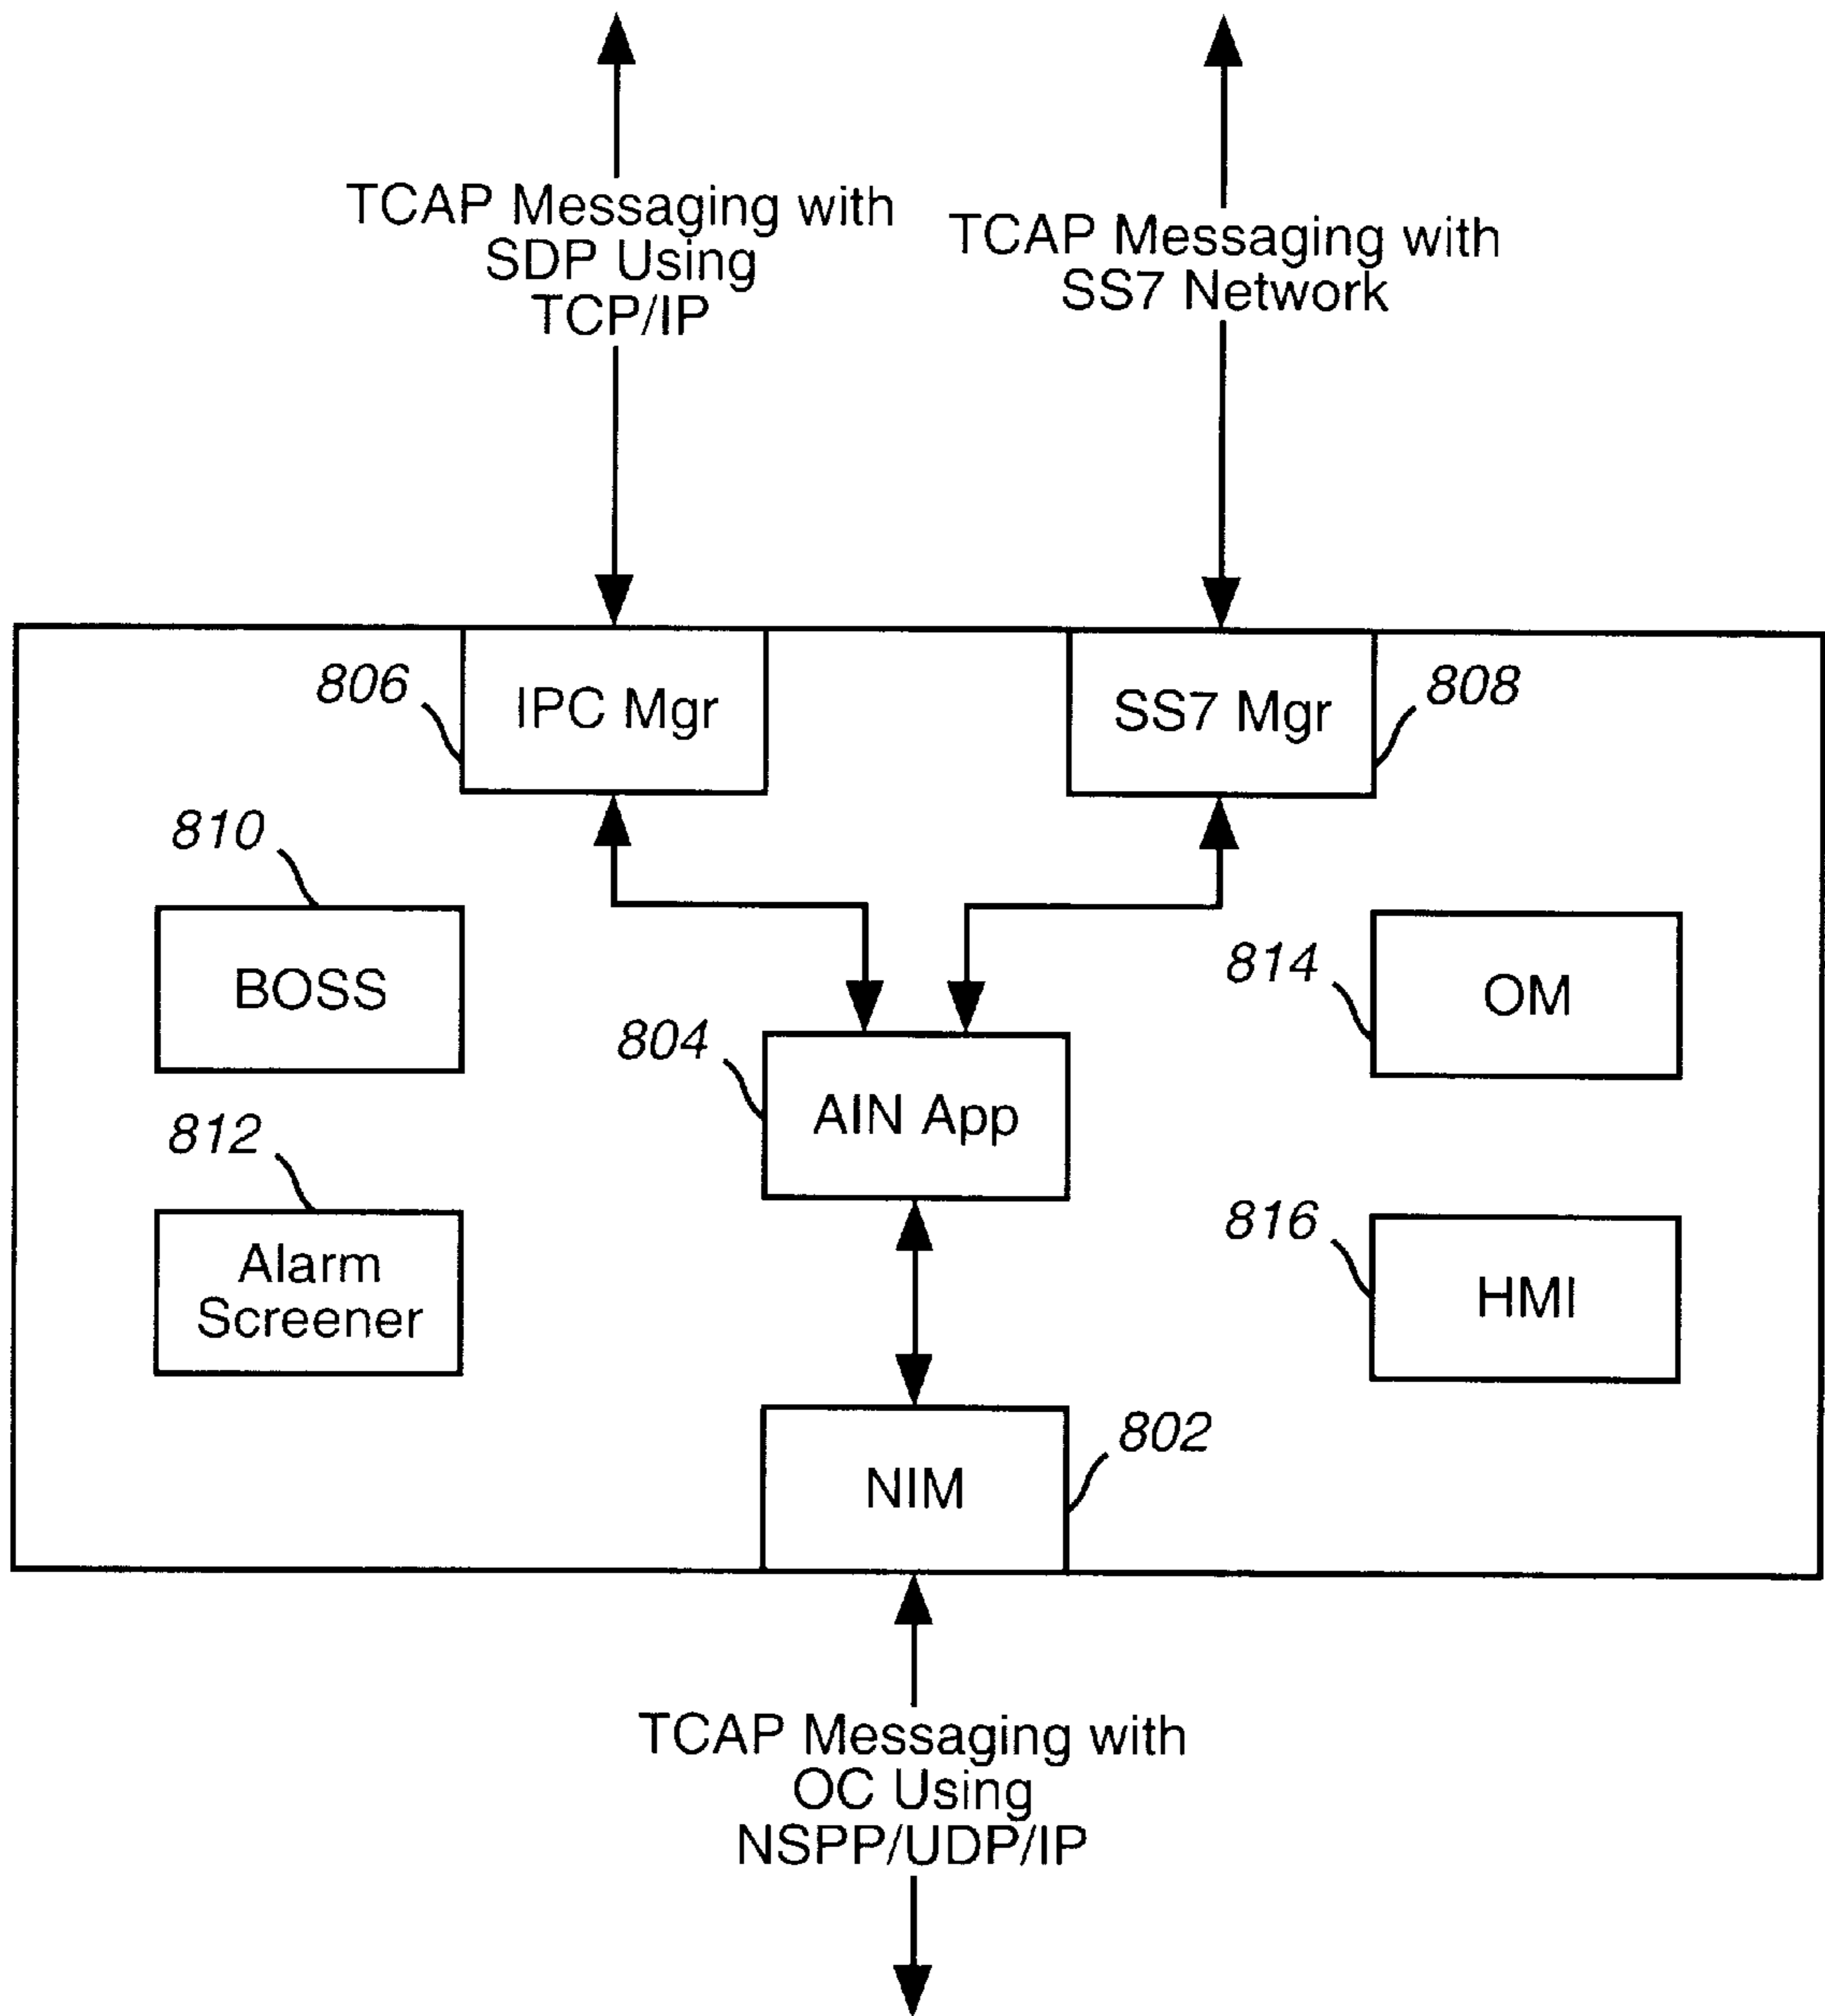 TCAP Messaging with
SDP Using
TCP/IP
TCAP Messaging with
SS7 Network
806
IPC Mgr
SS7 Mgr
808
810
BOSS
814
OM
804
AIN App
812
Alarm
Screener
816
HMI
802
NIM
TCAP Messaging with
OC Using
NSPP/UDP/IP